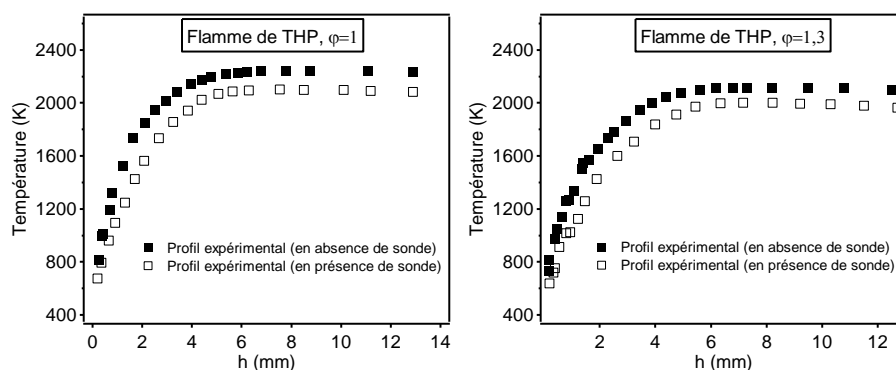 Flamme de THP, φ=1
Température (K)
2400
2000
1600
1200
800
400
Profil expérimental (en absence de sonde)
Profil expérimental (en présence de sonde)
0 2 4 6 8 10 12 14
h (mm)
Flamme de THP, φ=1,3
Température (K)
2400
2000
1600
1200
800
400
Profil expérimental (en absence de sonde)
Profil expérimental (en présence de sonde)
2 4 6 8 10 12
h (mm)